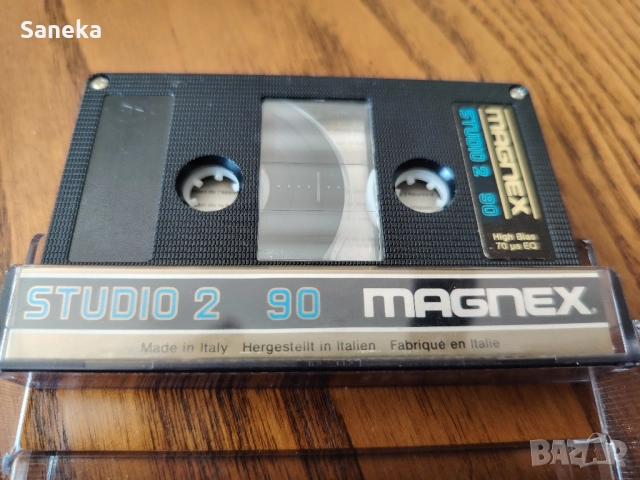 Saneka
MAGNEX
STUDIO 2 90
High Bias
70 µs EQ
STUDIO 2 90 MAGNEX
Made in Italy Hergestellt in Italien Fabriqué en Italie
BAZAR